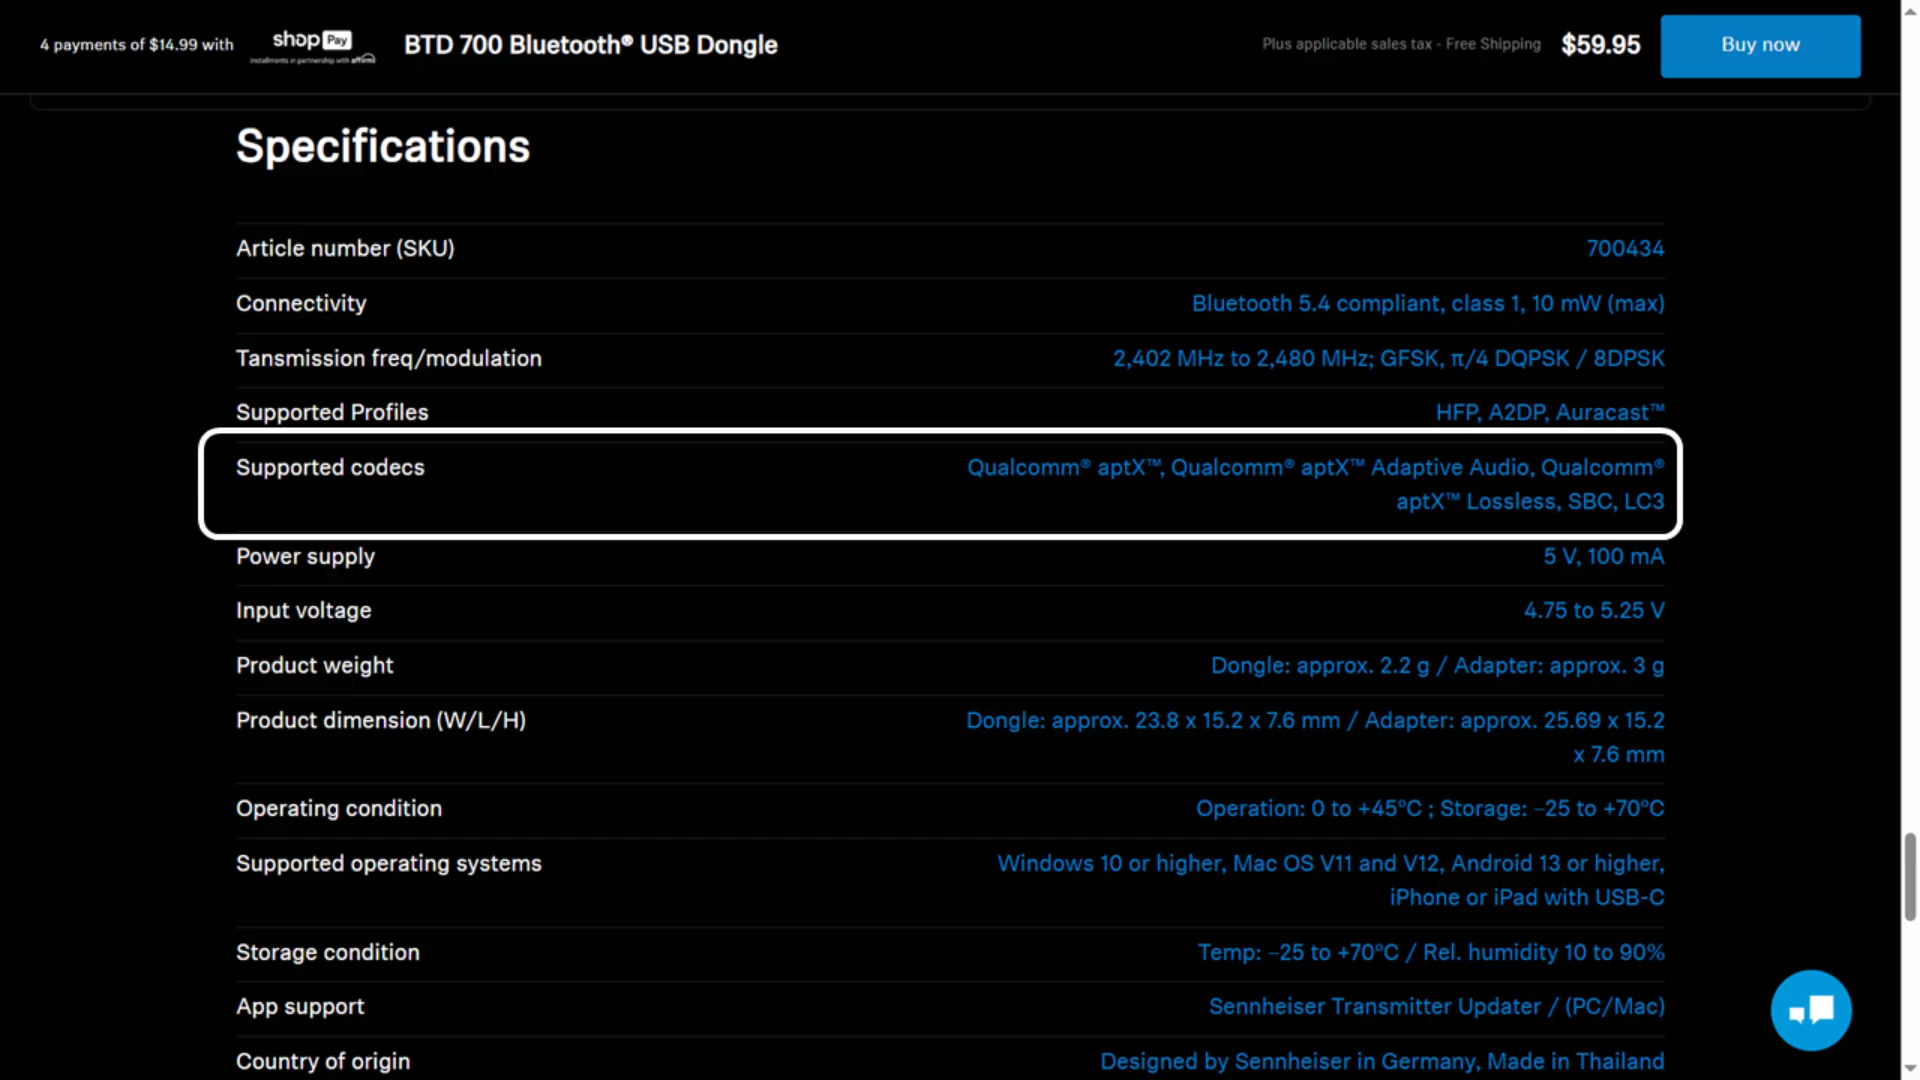 4 payments of $14.99 with
shop Pay
installments in partnership with affirm
BTD 700 Bluetooth® USB Dongle
Plus applicable sales tax - Free Shipping
$59.95
Buy now
Specifications
Article number (SKU)
700434
Connectivity
Bluetooth 5.4 compliant, class 1, 10 mW (max)
Tansmission freq/modulation
2,402 MHz to 2,480 MHz; GFSK, π/4 DQPSK / 8DPSK
Supported Profiles
HFP, A2DP, Auracast™
Supported codecs
Qualcomm® aptX™, Qualcomm® aptX™ Adaptive Audio, Qualcomm®
aptX™ Lossless, SBC, LC3
Power supply
5 V, 100 mA
Input voltage
4.75 to 5.25 V
Product weight
Dongle: approx. 2.2 g / Adapter: approx. 3 g
Product dimension (W/L/H)
Dongle: approx. 23.8 x 15.2 x 7.6 mm / Adapter: approx. 25.69 x 15.2
x 7.6 mm
Operating condition
Operation: 0 to +45°C ; Storage: –25 to +70°C
Supported operating systems
Windows 10 or higher, Mac OS V11 and V12, Android 13 or higher,
iPhone or iPad with USB-C
Storage condition
Temp: –25 to +70°C / Rel. humidity 10 to 90%
App support
Sennheiser Transmitter Updater / (PC/Mac)
Country of origin
Designed by Sennheiser in Germany, Made in Thailand